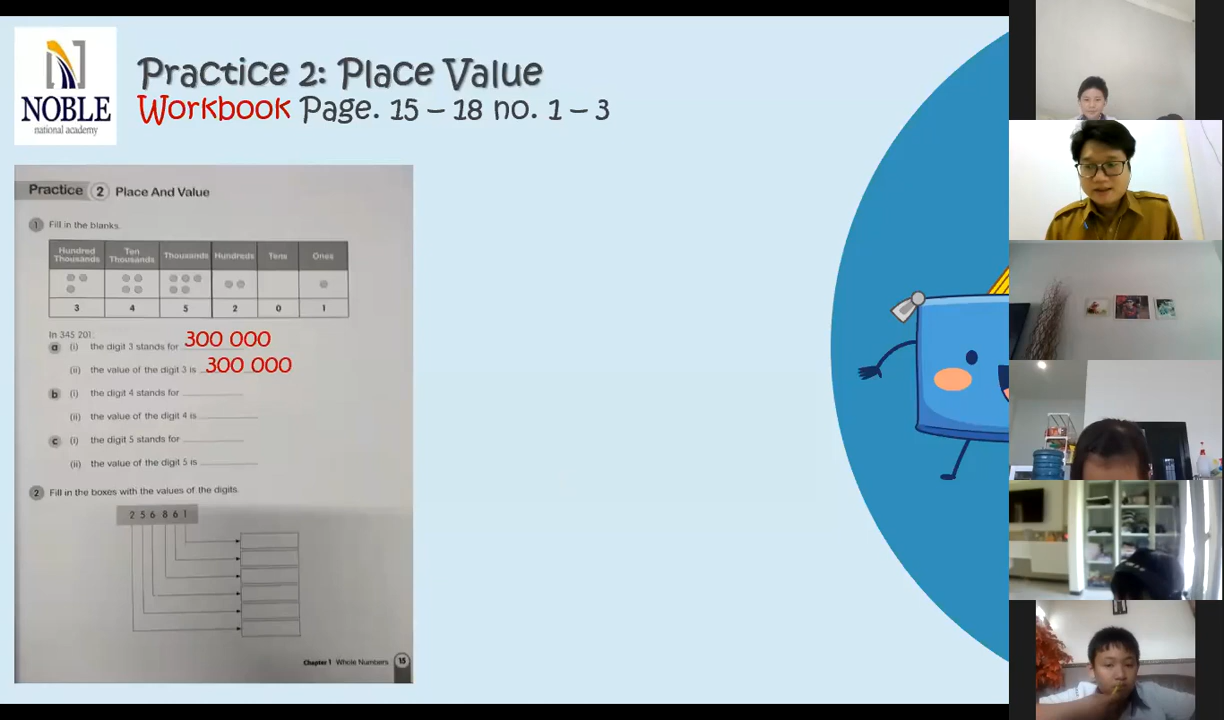 NOBLE
national academy
Practice 2: Place Value
Workbook Page. 15 – 18 no. 1 – 3
Practice 2 Place And Value
1 Fill in the blanks.
Hundred Thousands Ten Thousands Thousands Hundreds Tens Ones
3 4 5 2 0 1
In 345 201:
a (i) the digit 3 stands for 300 000
(ii) the value of the digit 3 is 300 000
b (i) the digit 4 stands for
(ii) the value of the digit 4 is
c (i) the digit 5 stands for
(ii) the value of the digit 5 is
2 Fill in the boxes with the values of the digits.
2 5 6 8 6 1
Chapter 1 Whole Numbers 15